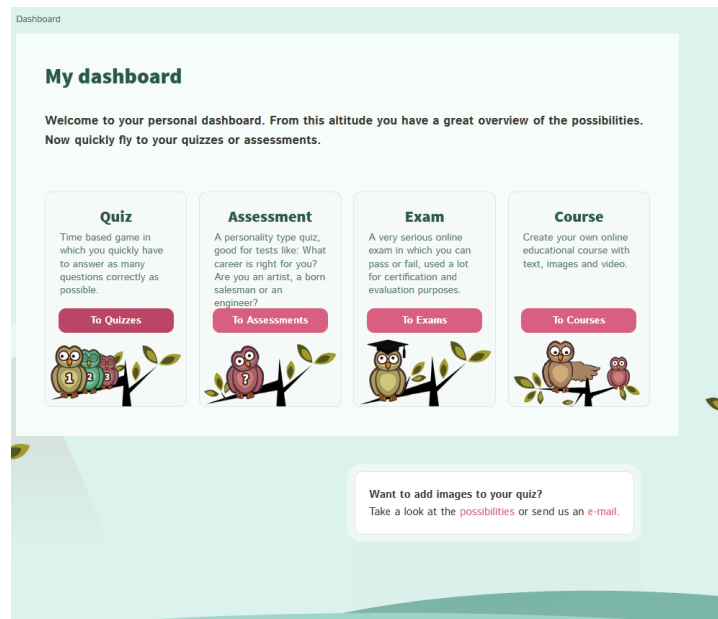 Dashboard
My dashboard
Welcome to your personal dashboard. From this altitude you have a great overview of the possibilities.
Now quickly fly to your quizzes or assessments.
Quiz
Time based game in
which you quickly have
to answer as many
questions correctly as
possible.
To Quizzes
1 2 3
Assessment
A personality type quiz,
good for tests like: What
career is right for you?
Are you an artist, a born
salesman or an
engineer?
To Assessments
?
Exam
A very serious online
exam in which you can
pass or fail, used a lot
for certification and
evaluation purposes.
To Exams
Course
Create your own online
educational course with
text, images and video.
To Courses
Want to add images to your quiz?
Take a look at the possibilities or send us an e-mail.